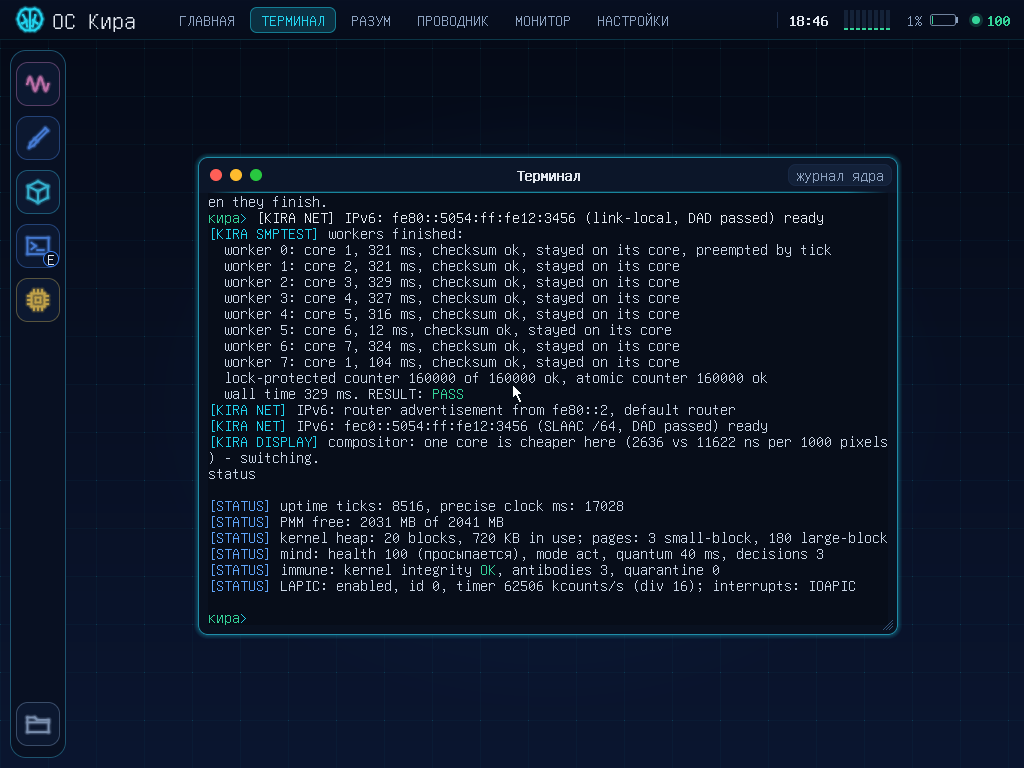 ОС Кира
ГЛАВНАЯ ТЕРМИНАЛ РАЗУМ ПРОВОДНИК МОНИТОР НАСТРОЙКИ
18:46 1% 100
E
Терминал
журнал ядра
en they finish.
кира> [KIRA NET] IPv6: fe80::5054:ff:fe12:3456 (link-local, DAD passed) ready
[KIRA SMPTEST] workers finished:
worker 0: core 1, 321 ms, checksum ok, stayed on its core, preempted by tick
worker 1: core 2, 321 ms, checksum ok, stayed on its core
worker 2: core 3, 329 ms, checksum ok, stayed on its core
worker 3: core 4, 327 ms, checksum ok, stayed on its core
worker 4: core 5, 316 ms, checksum ok, stayed on its core
worker 5: core 6, 12 ms, checksum ok, stayed on its core
worker 6: core 7, 324 ms, checksum ok, stayed on its core
worker 7: core 1, 104 ms, checksum ok, stayed on its core
lock-protected counter 160000 of 160000 ok, atomic counter 160000 ok
wall time 329 ms. RESULT: PASS
[KIRA NET] IPv6: router advertisement from fe80::2, default router
[KIRA NET] IPv6: fec0::5054:ff:fe12:3456 (SLAAC /64, DAD passed) ready
[KIRA DISPLAY] compositor: one core is cheaper here (2636 vs 11622 ns per 1000 pixels
) - switching.
status
[STATUS] uptime ticks: 8516, precise clock ms: 17028
[STATUS] PMM free: 2031 MB of 2041 MB
[STATUS] kernel heap: 20 blocks, 720 KB in use; pages: 3 small-block, 180 large-block
[STATUS] mind: health 100 (просыпается), mode act, quantum 40 ms, decisions 3
[STATUS] immune: kernel integrity OK, antibodies 3, quarantine 0
[STATUS] LAPIC: enabled, id 0, timer 62506 kcounts/s (div 16); interrupts: IOAPIC
кира>